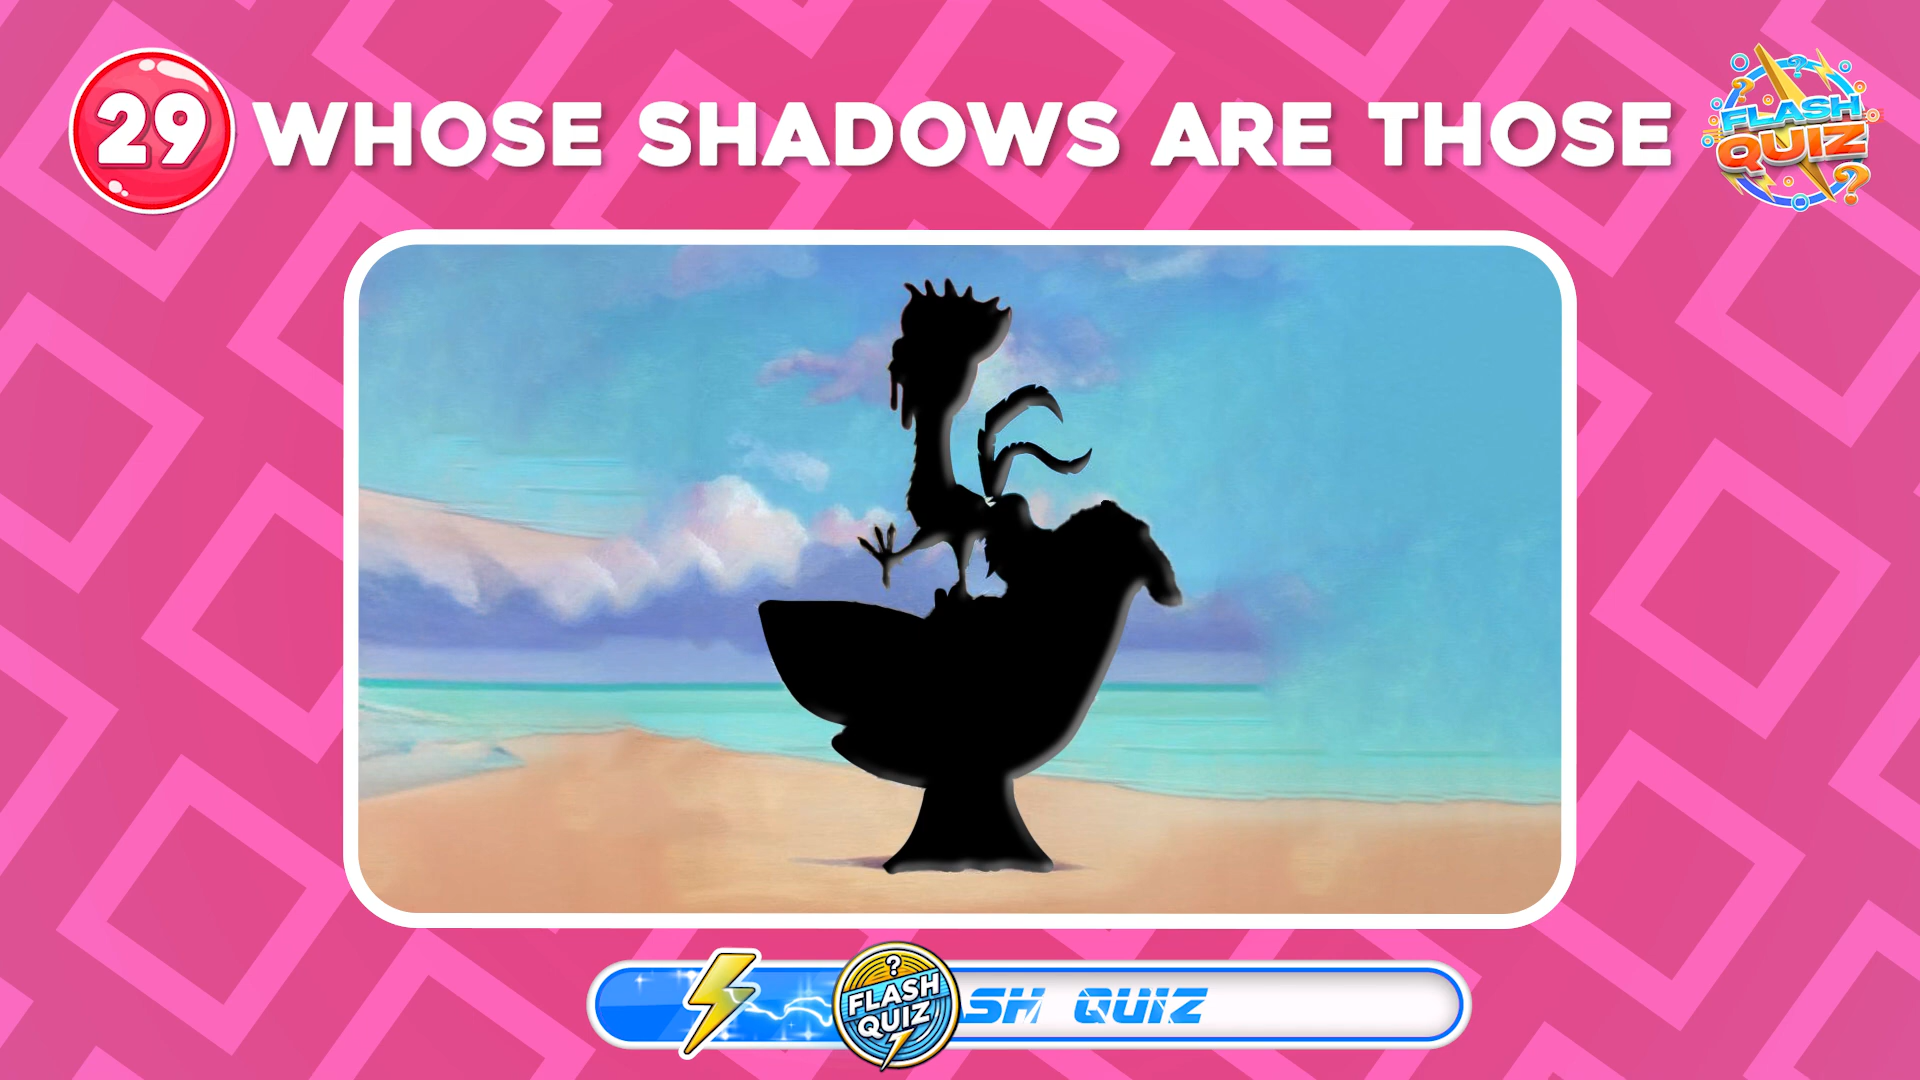 29 WHOSE SHADOWS ARE THOSE
FLASH
QUIZ
?
FLASH
QUIZ
SH QUIZ